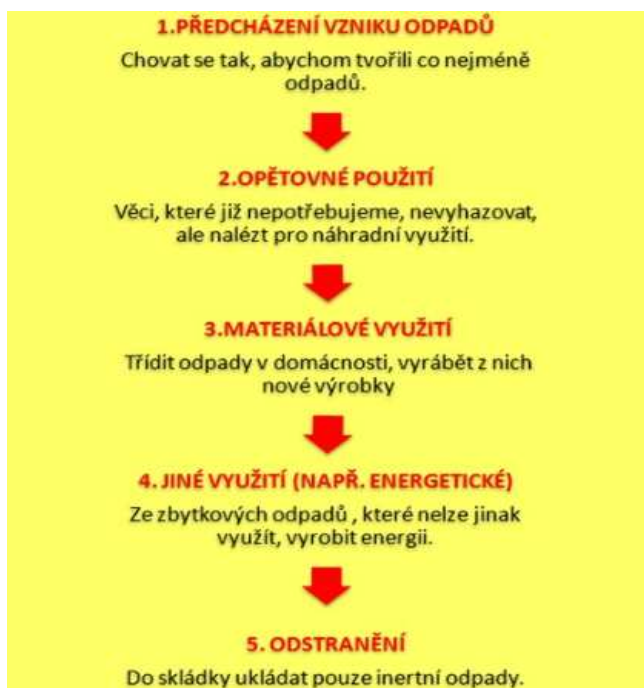 1.PŘEDCHÁZENÍ VZNIKU ODPADŮ
Chovat se tak, abychom tvořili co nejméně
odpadů.
2.OPĚTOVNÉ POUŽITÍ
Věci, které již nepotřebujeme, nevyhazovat,
ale nalézt pro náhradní využití.
3.MATERIÁLOVÉ VYUŽITÍ
Třídit odpady v domácnosti, vyrábět z nich
nové výrobky
4. JINÉ VYUŽITÍ (NAPŘ. ENERGETICKÉ)
Ze zbytkových odpadů , které nelze jinak
využít, vyrobit energii.
5. ODSTRANĚNÍ
Do skládky ukládat pouze inertní odpady.